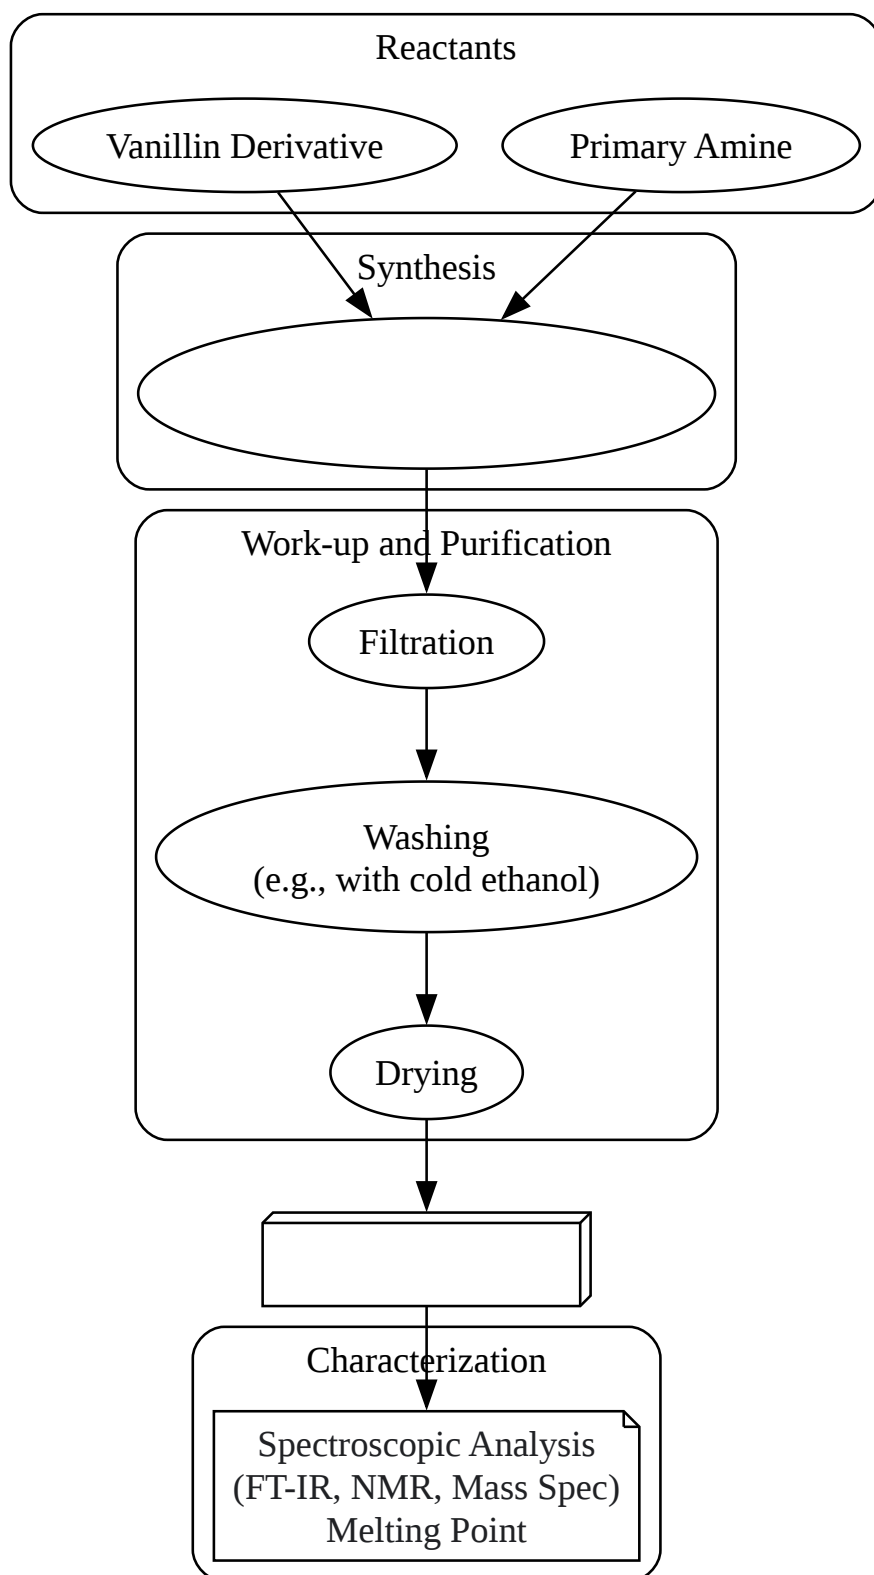 Reactants
Vanillin Derivative
Primary Amine
Synthesis
Work-up and Purification
Filtration
Washing
(e.g., with cold ethanol)
Drying
Characterization
Spectroscopic Analysis
(FT-IR, NMR, Mass Spec)
Melting Point